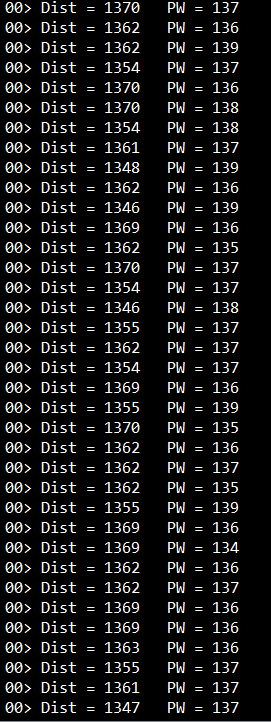 00> Dist = 1370   PW = 137
00> Dist = 1362   PW = 136
00> Dist = 1362   PW = 139
00> Dist = 1354   PW = 137
00> Dist = 1370   PW = 136
00> Dist = 1370   PW = 138
00> Dist = 1354   PW = 138
00> Dist = 1361   PW = 137
00> Dist = 1348   PW = 139
00> Dist = 1362   PW = 136
00> Dist = 1346   PW = 139
00> Dist = 1369   PW = 136
00> Dist = 1362   PW = 135
00> Dist = 1370   PW = 137
00> Dist = 1354   PW = 137
00> Dist = 1346   PW = 138
00> Dist = 1355   PW = 137
00> Dist = 1362   PW = 137
00> Dist = 1354   PW = 137
00> Dist = 1369   PW = 136
00> Dist = 1355   PW = 139
00> Dist = 1370   PW = 135
00> Dist = 1362   PW = 136
00> Dist = 1362   PW = 137
00> Dist = 1362   PW = 135
00> Dist = 1355   PW = 139
00> Dist = 1369   PW = 136
00> Dist = 1369   PW = 134
00> Dist = 1362   PW = 136
00> Dist = 1362   PW = 137
00> Dist = 1369   PW = 136
00> Dist = 1369   PW = 136
00> Dist = 1363   PW = 136
00> Dist = 1355   PW = 137
00> Dist = 1361   PW = 137
00> Dist = 1347   PW = 137